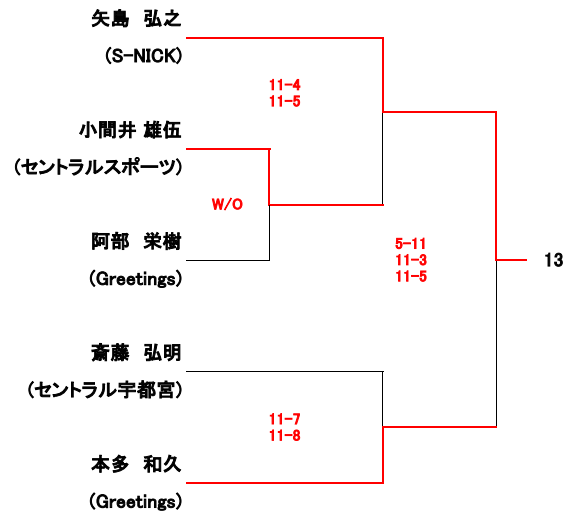 矢島　弘之
(S-NICK)
11-4
11-5
小間井 雄伍
(セントラルスポーツ)
W/O
阿部　栄樹
(Greetings)
5-11
11-3
11-5
13
斎藤　弘明
(セントラル宇都宮)
11-7
11-8
本多　和久
(Greetings)